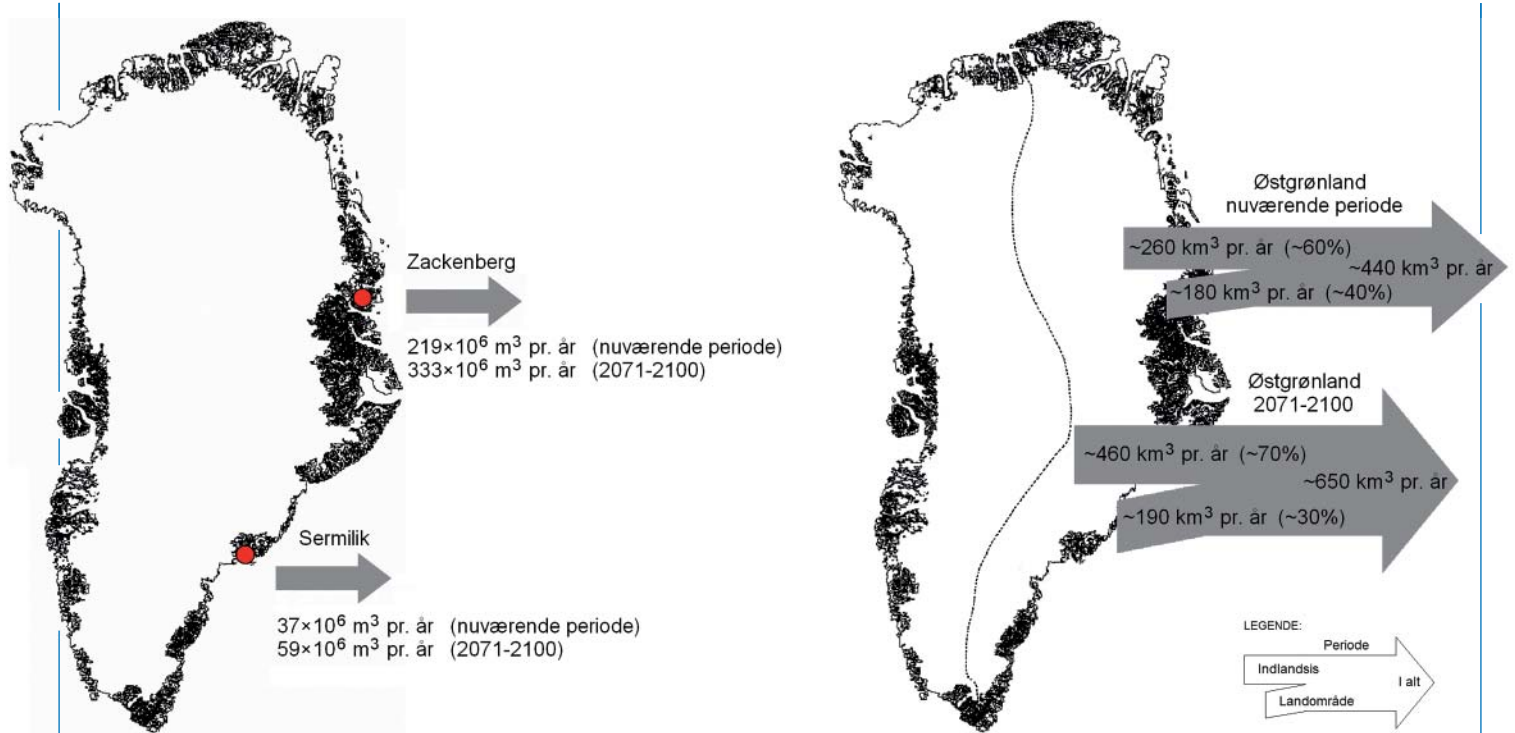 Zackenberg
219×10⁶ m³ pr. år (nuværende periode)
333×10⁶ m³ pr. år (2071-2100)
Sermilik
37×10⁶ m³ pr. år (nuværende periode)
59×10⁶ m³ pr. år (2071-2100)
Østgrønland
nuværende periode
~260 km³ pr. år (~60%)
~440 km³ pr. år
~180 km³ pr. år (~40%)
Østgrønland
2071-2100
~460 km³ pr. år (~70%)
~650 km³ pr. år
~190 km³ pr. år (~30%)
LEGENDE:
Periode
Indlandsis
I alt
Landområde